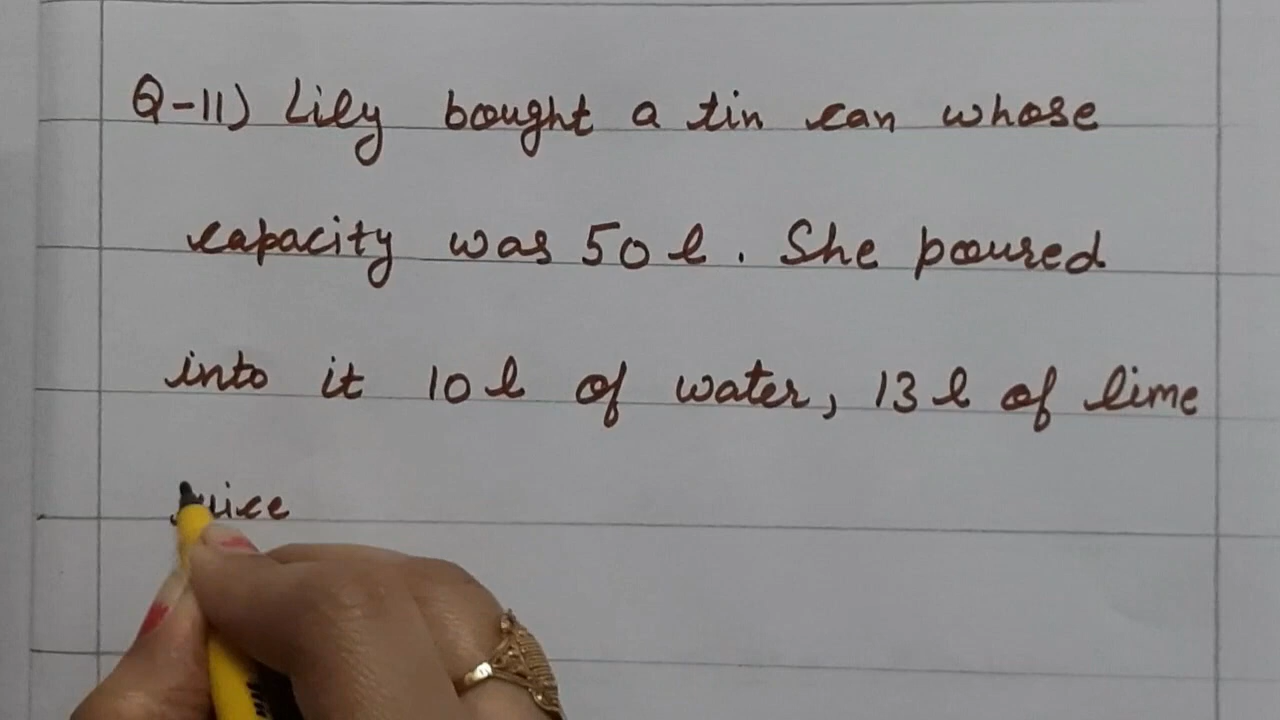 Q-11) Lily bought a tin can whose
capacity was 50 l. She poured
into it 10 l of water, 13 l of lime
juice